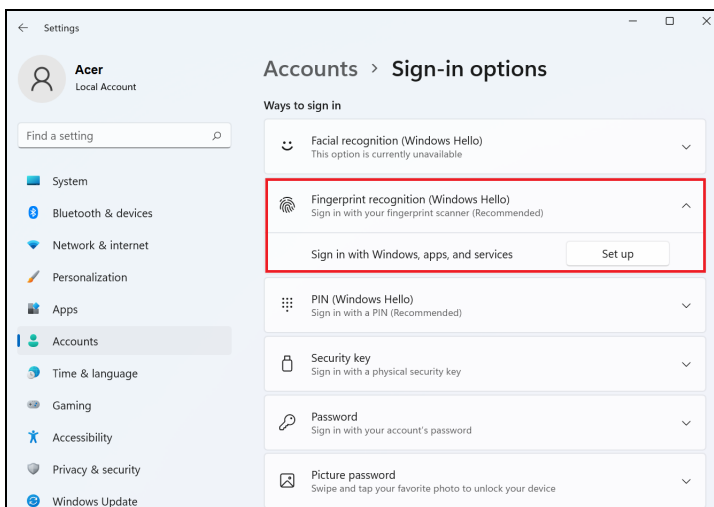 Settings
Acer
Local Account
Find a setting
System
Bluetooth & devices
Network & internet
Personalization
Apps
Accounts
Time & language
Gaming
Accessibility
Privacy & security
Windows Update
Accounts > Sign-in options
Ways to sign in
Facial recognition (Windows Hello)
This option is currently unavailable
Fingerprint recognition (Windows Hello)
Sign in with your fingerprint scanner (Recommended)
Sign in with Windows, apps, and services
Set up
PIN (Windows Hello)
Sign in with a PIN (Recommended)
Security key
Sign in with a physical security key
Password
Sign in with your account's password
Picture password
Swipe and tap your favorite photo to unlock your device